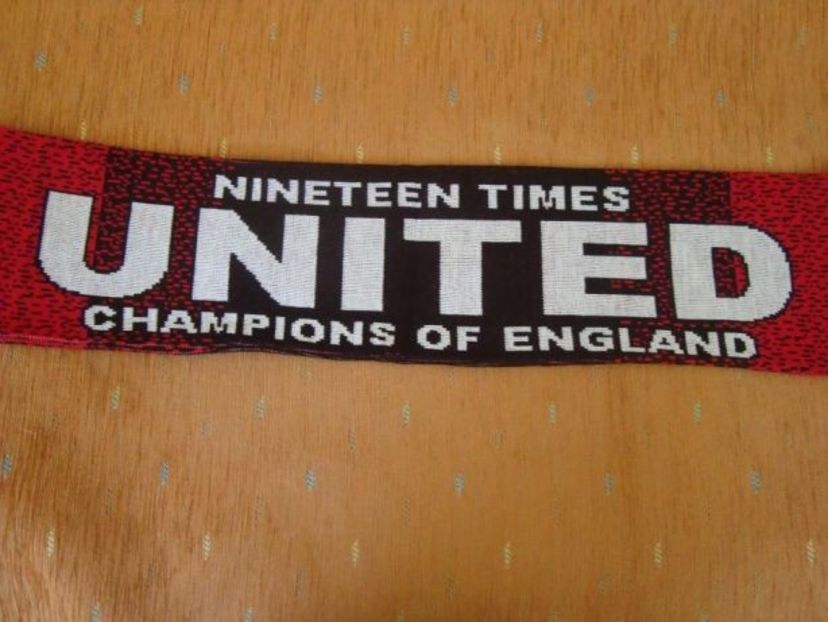 NINETEEN TIMES
UNITED
CHAMPIONS OF ENGLAND